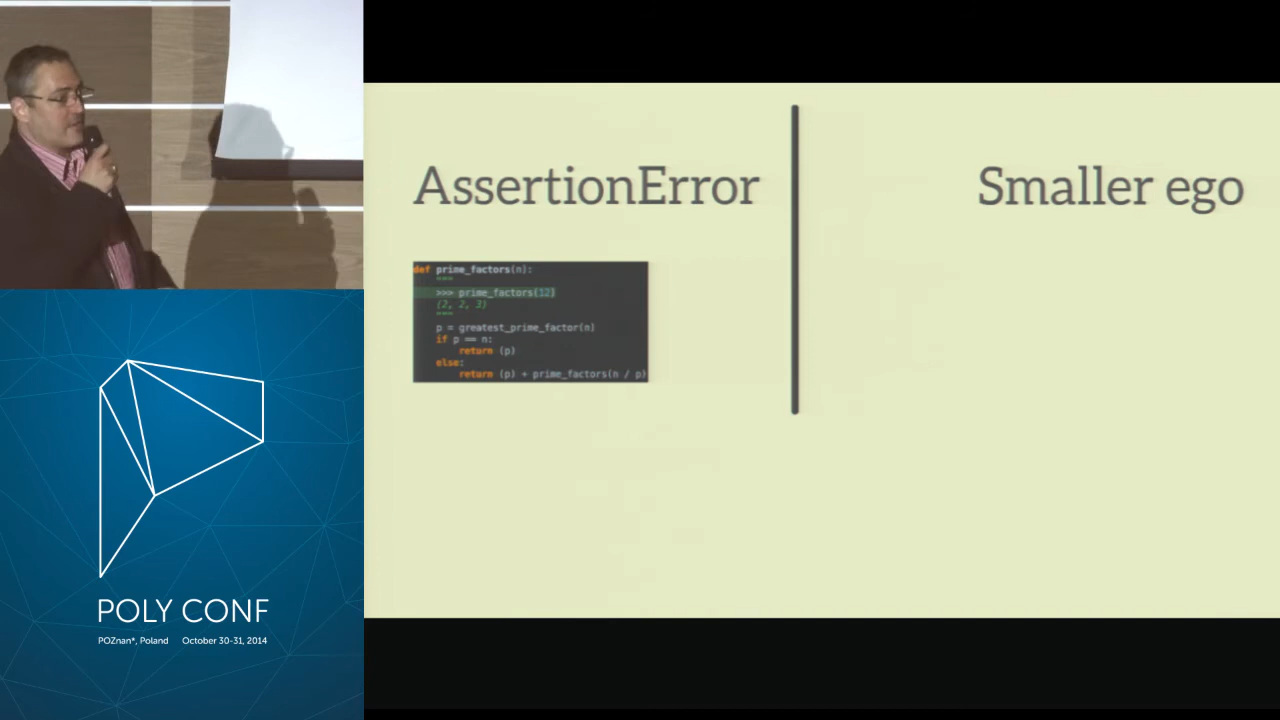 AssertionError
Smaller ego
def prime_factors(n):
"""
>>> prime_factors(12)
(2, 2, 3)
"""
p = greatest_prime_factor(n)
if p == n:
return (p)
else:
return (p) + prime_factors(n / p)
POLY CONF
POZnan*, Poland October 30-31, 2014